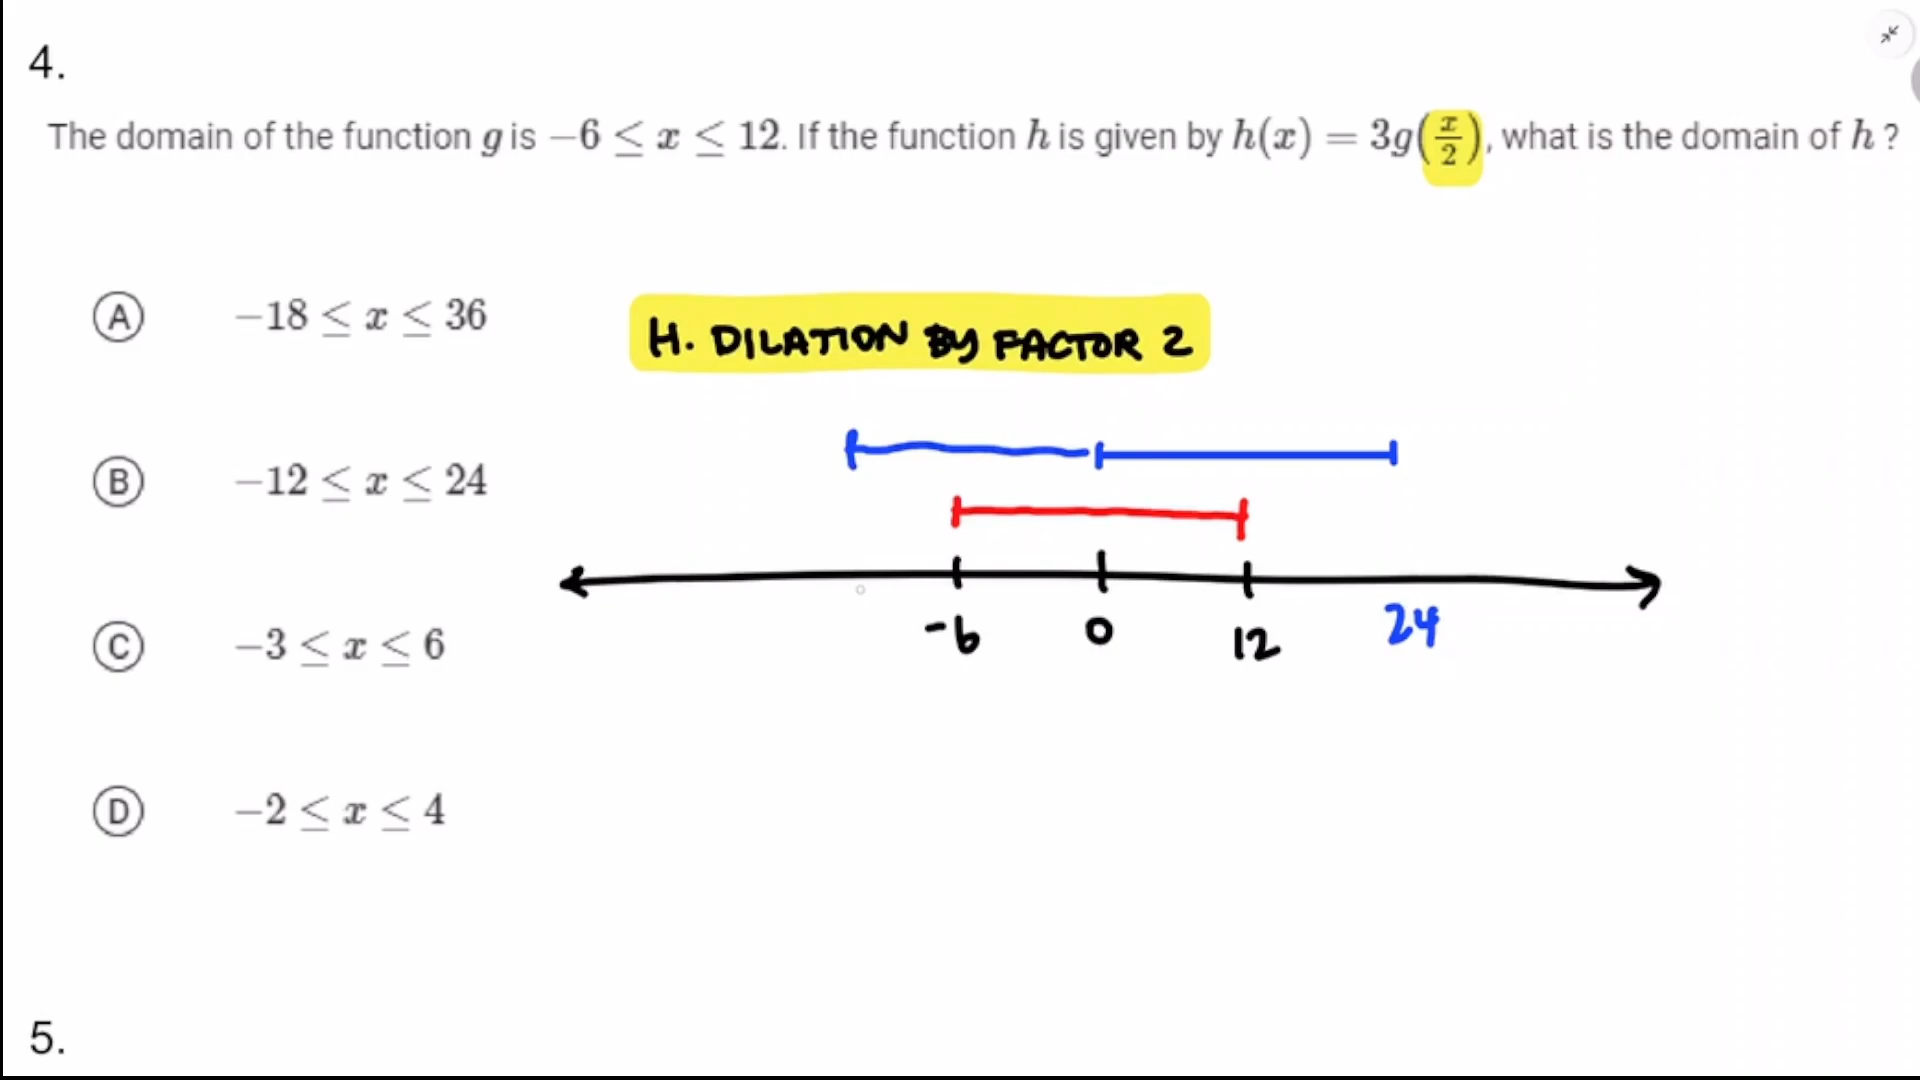 4.
The domain of the function g is −6 ≤ x ≤ 12. If the function h is given by h(x) = 3g(x/2), what is the domain of h ?
A −18 ≤ x ≤ 36
H. DILATION BY FACTOR 2
B −12 ≤ x ≤ 24
C −3 ≤ x ≤ 6
-6 0 12 24
D −2 ≤ x ≤ 4
5.